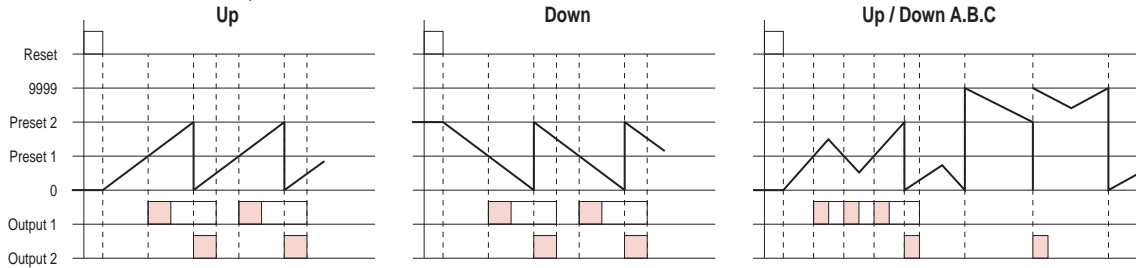 Up
Down
Up / Down A.B.C
Reset
9999
Preset 2
Preset 1
0
Output 1
Output 2